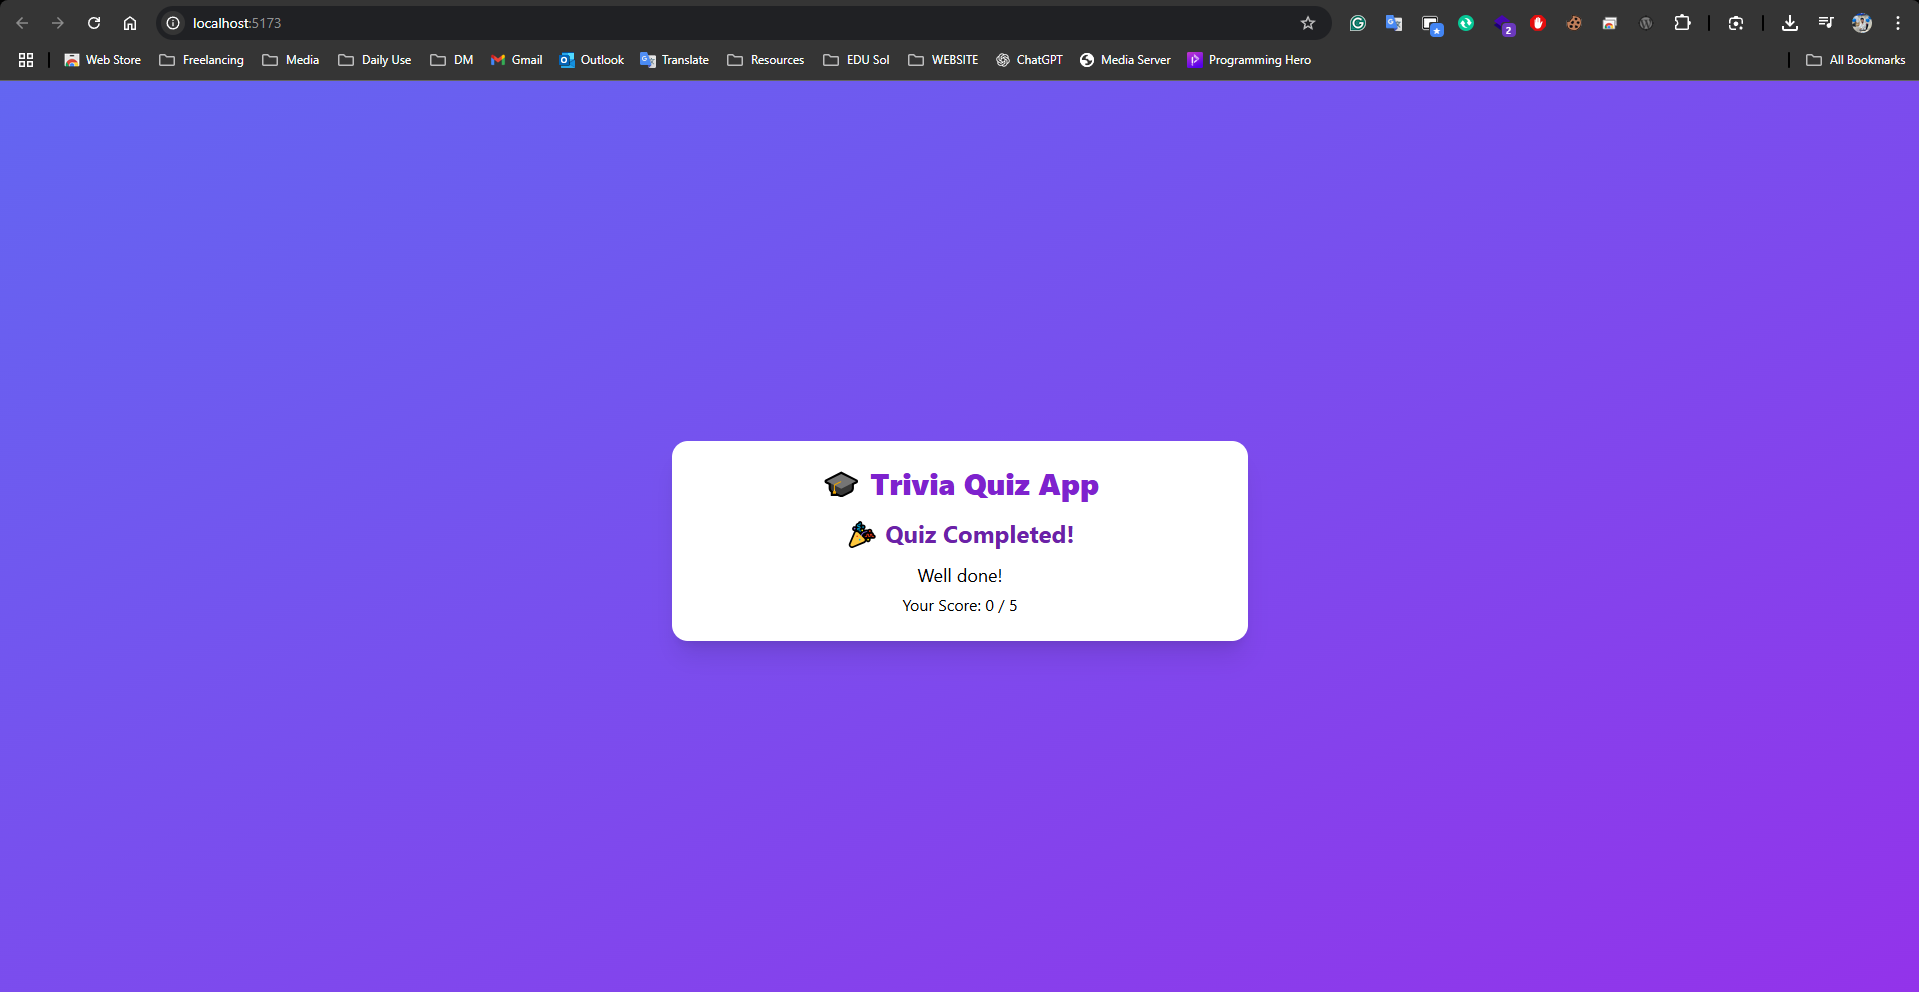 localhost:5173
2
Web Store Freelancing Media Daily Use DM Gmail Outlook Translate Resources EDU Sol WEBSITE ChatGPT Media Server Programming Hero All Bookmarks
🎓 Trivia Quiz App
🎉 Quiz Completed!
Well done!
Your Score: 0 / 5